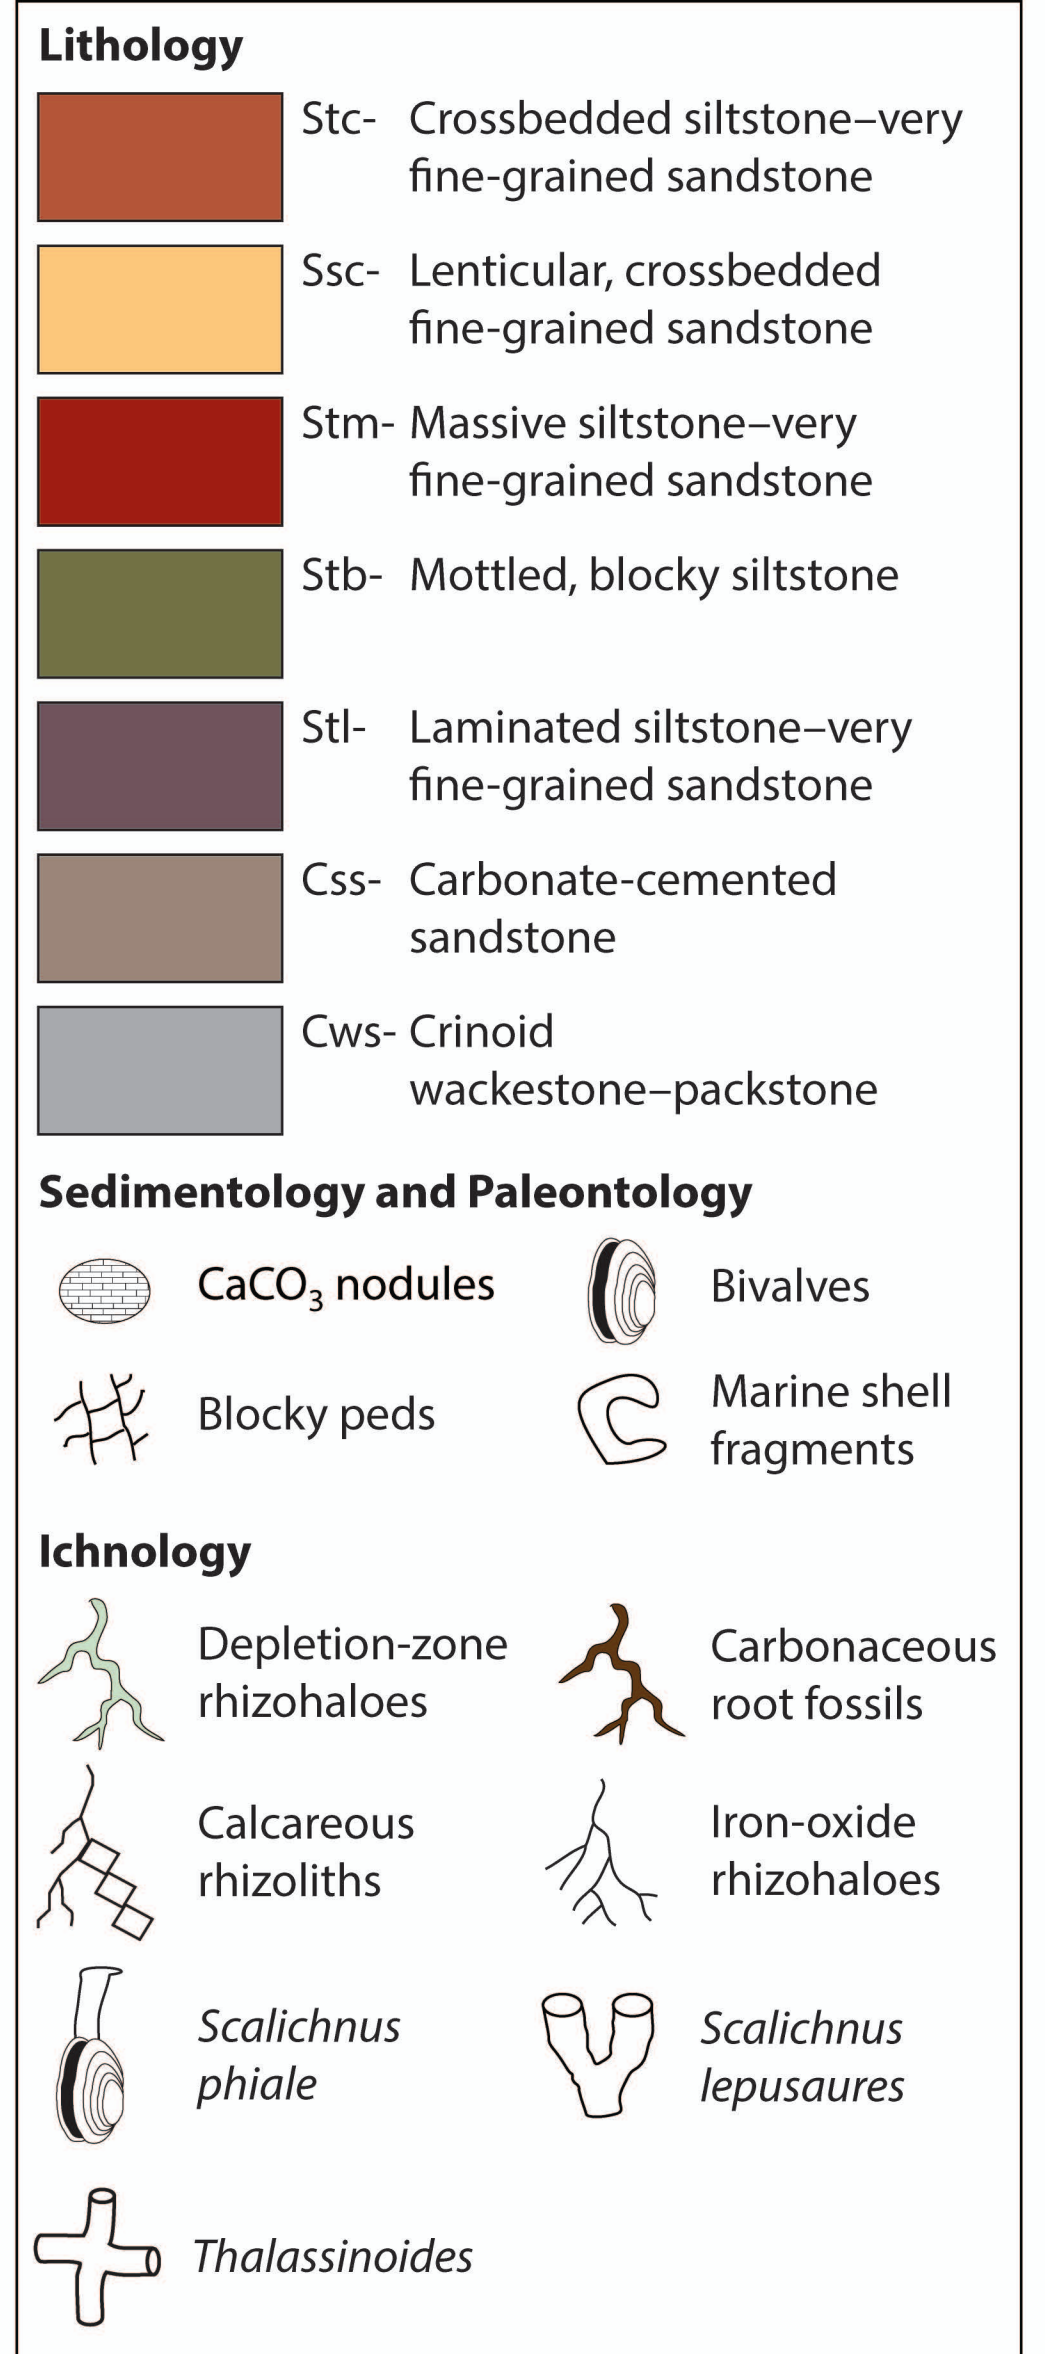 Lithology
Stc- Crossbedded siltstone–very
fine-grained sandstone
Ssc- Lenticular, crossbedded
fine-grained sandstone
Stm- Massive siltstone–very
fine-grained sandstone
Stb- Mottled, blocky siltstone
Stl- Laminated siltstone–very
fine-grained sandstone
Css- Carbonate-cemented
sandstone
Cws- Crinoid
wackestone–packstone
Sedimentology and Paleontology
CaCO₃ nodules
Bivalves
Blocky peds
Marine shell
fragments
Ichnology
Depletion-zone
rhizohaloes
Carbonaceous
root fossils
Calcareous
rhizoliths
Iron-oxide
rhizohaloes
Scalichnus
phiale
Scalichnus
lepusaures
Thalassinoides